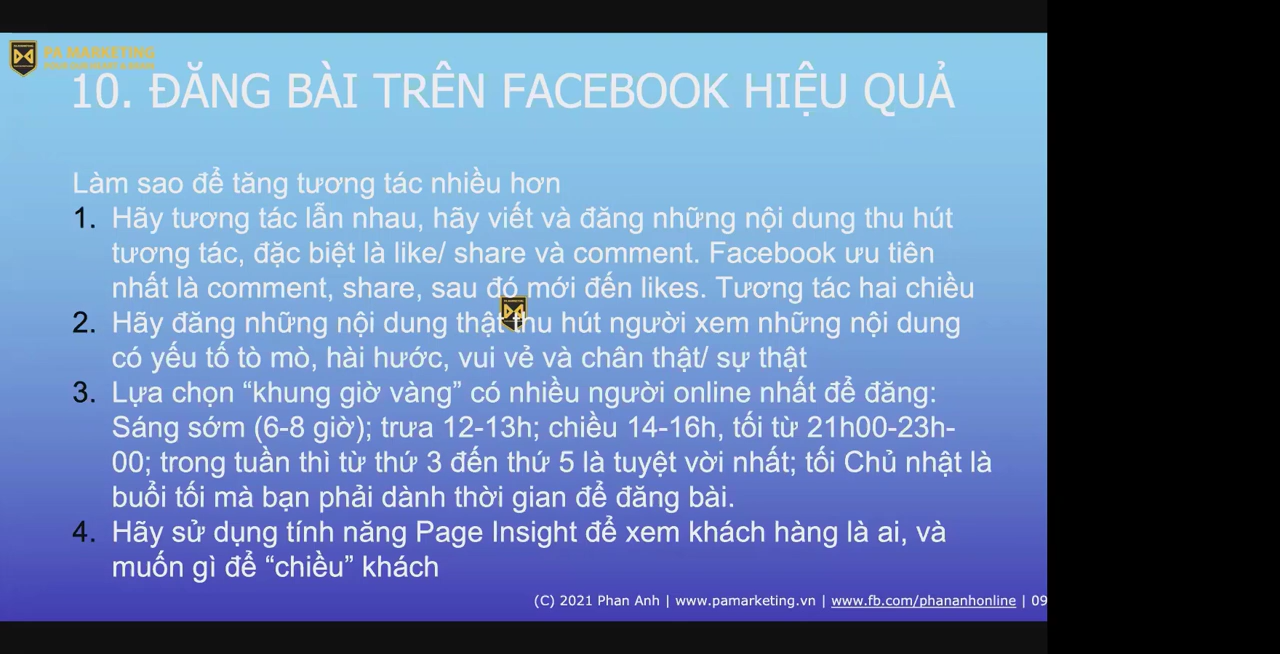 PA MARKETING
10. ĐĂNG BÀI TRÊN FACEBOOK HIỆU QUẢ
Làm sao để tăng tương tác nhiều hơn
1. Hãy tương tác lẫn nhau, hãy viết và đăng những nội dung thu hút
tương tác, đặc biệt là like/ share và comment. Facebook ưu tiên
nhất là comment, share, sau đó mới đến likes. Tương tác hai chiều
2. Hãy đăng những nội dung thật thu hút người xem những nội dung
có yếu tố tò mò, hài hước, vui vẻ và chân thật/ sự thật
3. Lựa chọn “khung giờ vàng” có nhiều người online nhất để đăng:
Sáng sớm (6-8 giờ); trưa 12-13h; chiều 14-16h, tối từ 21h00-23h-
00; trong tuần thì từ thứ 3 đến thứ 5 là tuyệt vời nhất; tối Chủ nhật là
buổi tối mà bạn phải dành thời gian để đăng bài.
4. Hãy sử dụng tính năng Page Insight để xem khách hàng là ai, và
muốn gì để “chiều” khách
(C) 2021 Phan Anh | www.pamarketing.vn | www.fb.com/phananhonline | 09